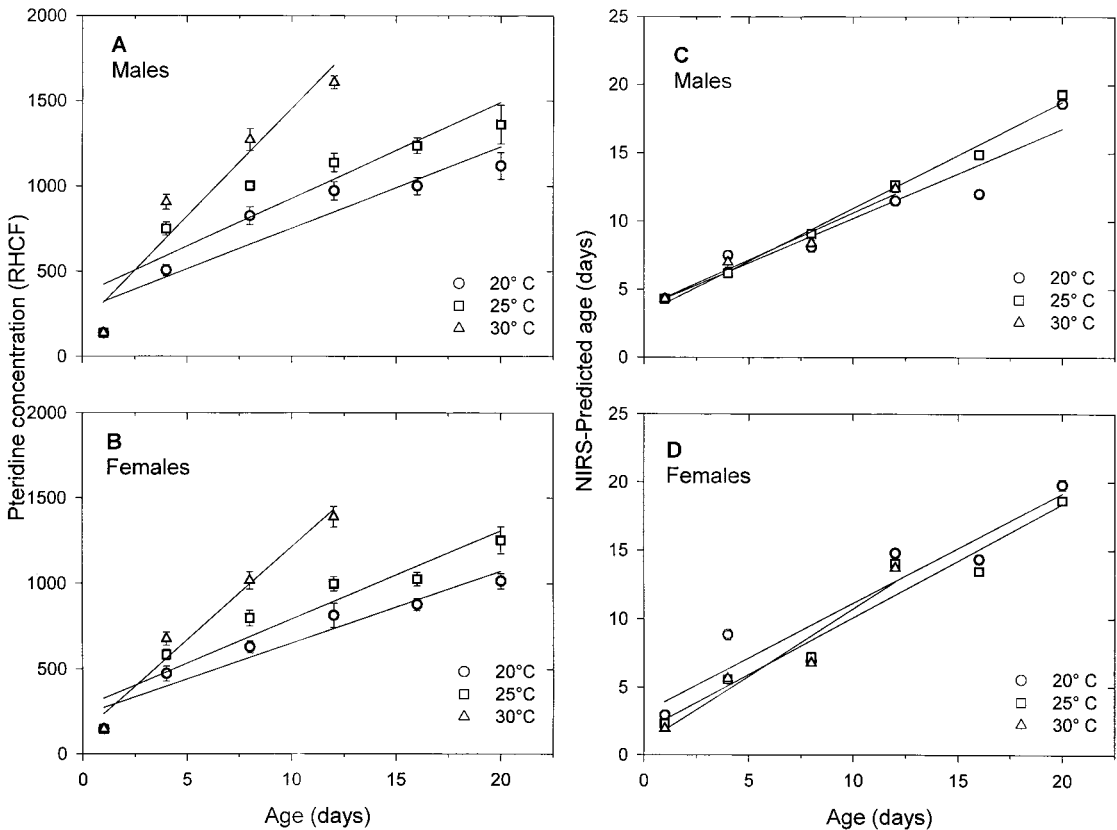 2000
A
Males
1500
1000
500
0
20° C
25° C
30° C
2000
B
Females
1500
1000
500
0
20°C
25°C
30°C
0 5 10 15 20
Age (days)
Pteridine concentration (RHCF)
25
C
Males
20
15
10
5
0
20° C
25° C
30° C
25
D
Females
20
15
10
5
0
20° C
25° C
30° C
0 5 10 15 20
Age (days)
NIRS-Predicted age (days)